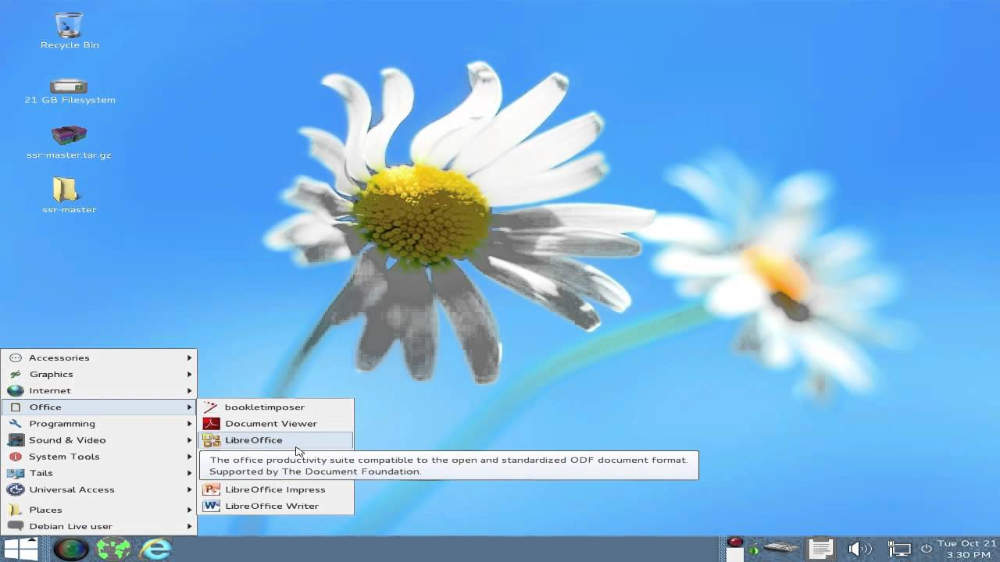 Recycle Bin
21 GB Filesystem
ssr-master.tar.gz
ssr-master
Accessories
Graphics
Internet
Office
Programming
Sound & Video
System Tools
Tails
Universal Access
Places
Debian Live user
bookletimposer
Document Viewer
LibreOffice
The office productivity suite compatible to the open and standardized ODF document format.
Supported by The Document Foundation.
LibreOffice Impress
LibreOffice Writer
Tue Oct 21
3:30 PM